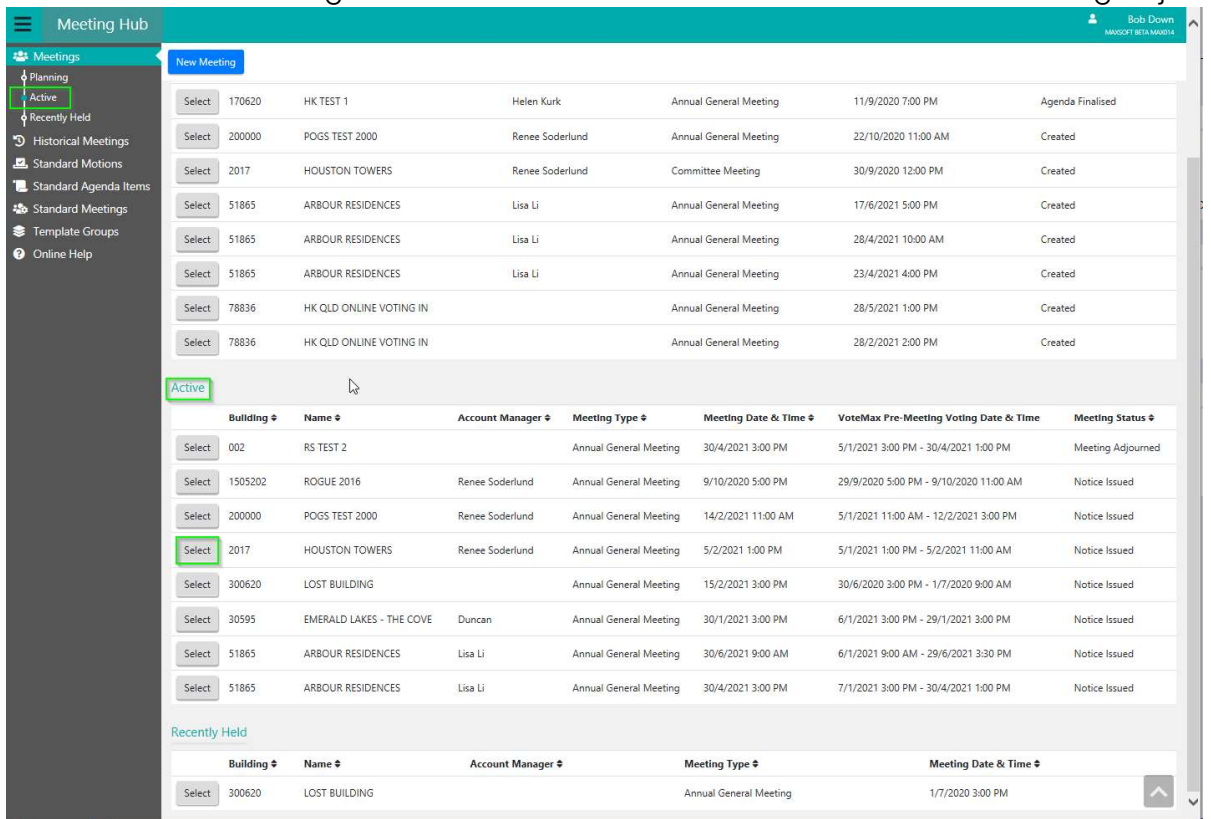 Meeting Hub
Bob Down
MAXSOFT BETA MAXI014
Meetings
Planning
Active
Recently Held
Historical Meetings
Standard Motions
Standard Agenda Items
Standard Meetings
Template Groups
Online Help
New Meeting
Select 170620 HK TEST 1 Helen Kurk Annual General Meeting 11/9/2020 7:00 PM Agenda Finalised
Select 200000 POGS TEST 2000 Renee Soderlund Annual General Meeting 22/10/2020 11:00 AM Created
Select 2017 HOUSTON TOWERS Renee Soderlund Committee Meeting 30/9/2020 12:00 PM Created
Select 51865 ARBOUR RESIDENCES Lisa Li Annual General Meeting 17/6/2021 5:00 PM Created
Select 51865 ARBOUR RESIDENCES Lisa Li Annual General Meeting 28/4/2021 10:00 AM Created
Select 51865 ARBOUR RESIDENCES Lisa Li Annual General Meeting 23/4/2021 4:00 PM Created
Select 78836 HK QLD ONLINE VOTING IN Annual General Meeting 28/5/2021 1:00 PM Created
Select 78836 HK QLD ONLINE VOTING IN Annual General Meeting 28/2/2021 2:00 PM Created
Active
Building Name Account Manager Meeting Type Meeting Date & Time VoteMax Pre-Meeting Voting Date & Time Meeting Status
Select 002 RS TEST 2 Annual General Meeting 30/4/2021 3:00 PM 5/1/2021 3:00 PM - 30/4/2021 1:00 PM Meeting Adjourned
Select 1505202 ROGUE 2016 Renee Soderlund Annual General Meeting 9/10/2020 5:00 PM 29/9/2020 5:00 PM - 9/10/2020 11:00 AM Notice Issued
Select 200000 POGS TEST 2000 Renee Soderlund Annual General Meeting 14/2/2021 11:00 AM 5/1/2021 11:00 AM - 12/2/2021 3:00 PM Notice Issued
Select 2017 HOUSTON TOWERS Renee Soderlund Annual General Meeting 5/2/2021 1:00 PM 5/1/2021 1:00 PM - 5/2/2021 11:00 AM Notice Issued
Select 300620 LOST BUILDING Annual General Meeting 15/2/2021 3:00 PM 30/6/2020 3:00 PM - 1/7/2020 9:00 AM Notice Issued
Select 30595 EMERALD LAKES - THE COVE Duncan Annual General Meeting 30/1/2021 3:00 PM 6/1/2021 3:00 PM - 29/1/2021 3:00 PM Notice Issued
Select 51865 ARBOUR RESIDENCES Lisa Li Annual General Meeting 30/6/2021 9:00 AM 6/1/2021 9:00 AM - 29/6/2021 3:30 PM Notice Issued
Select 51865 ARBOUR RESIDENCES Lisa Li Annual General Meeting 30/4/2021 3:00 PM 7/1/2021 3:00 PM - 30/4/2021 1:00 PM Notice Issued
Recently Held
Building Name Account Manager Meeting Type Meeting Date & Time
Select 300620 LOST BUILDING Annual General Meeting 1/7/2020 3:00 PM